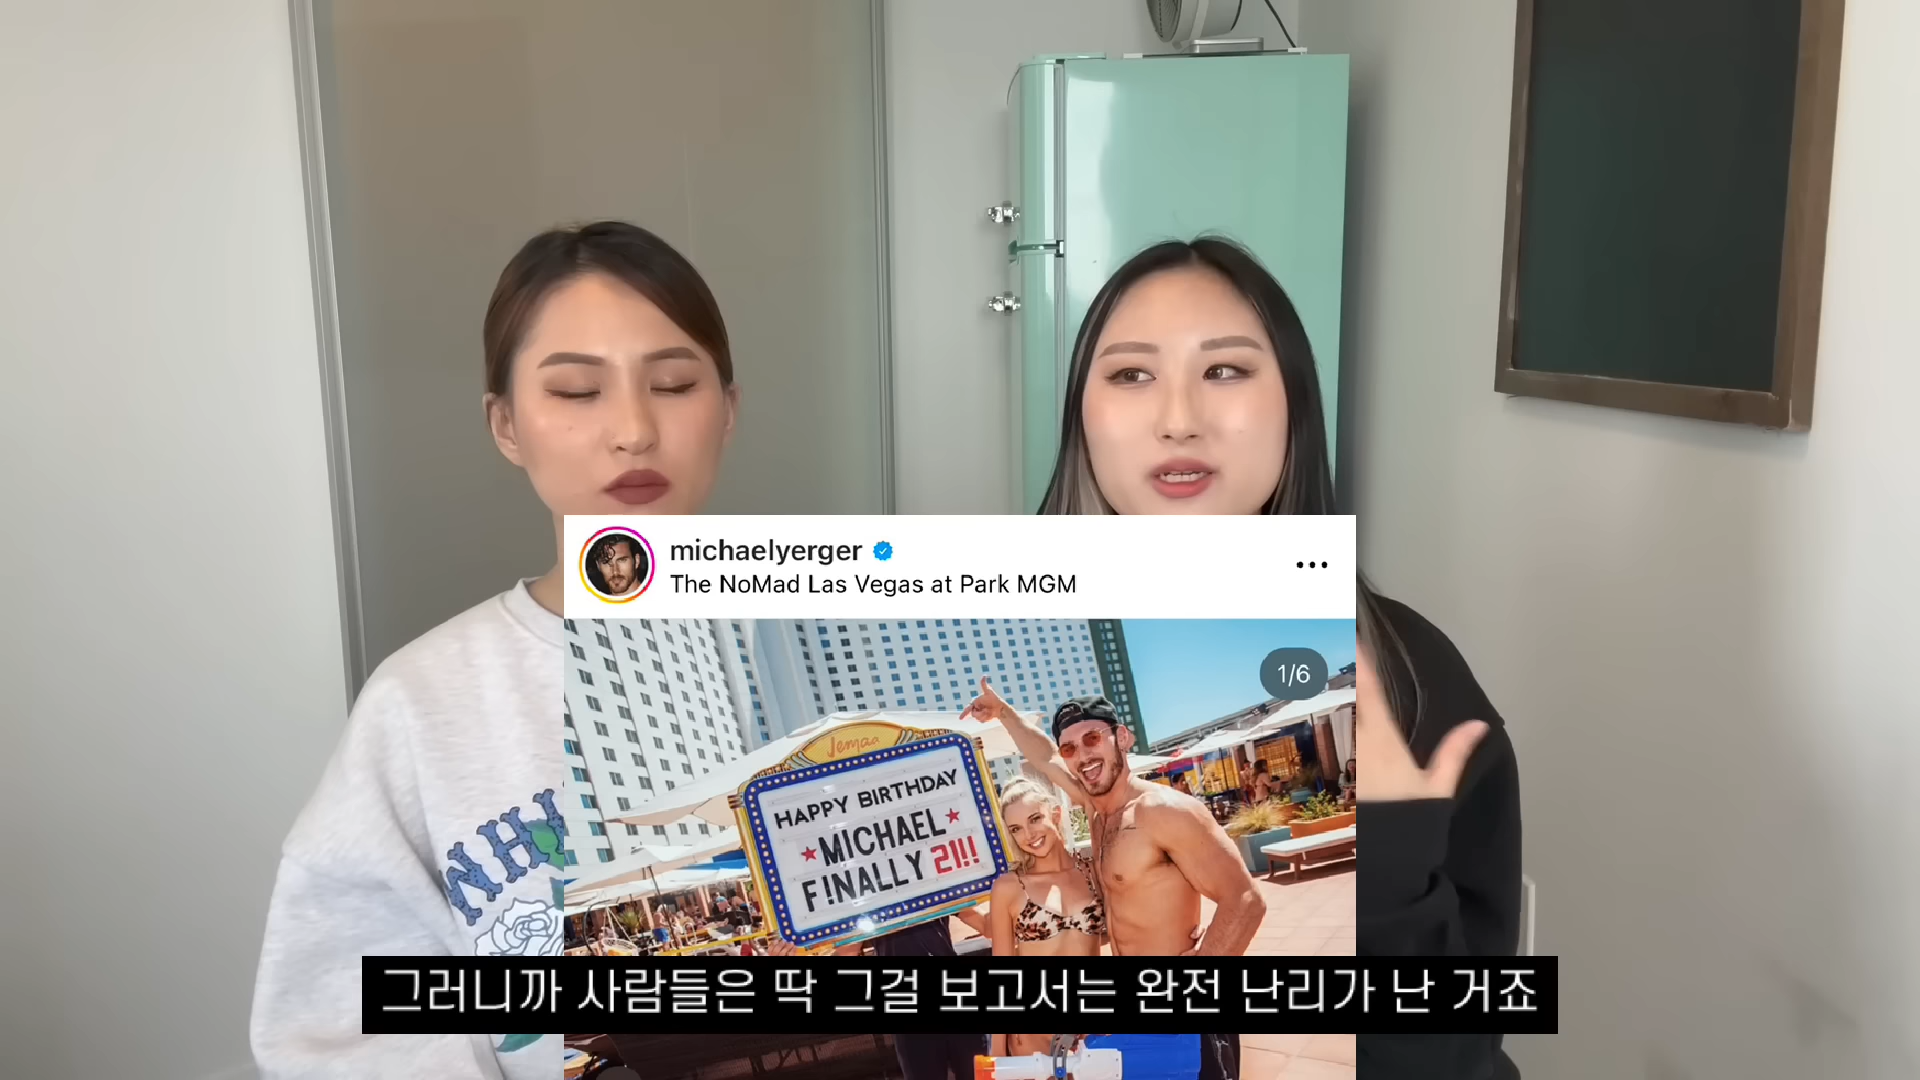 michaelyerger
The NoMad Las Vegas at Park MGM
1/6
Jemaa
HAPPY BIRTHDAY
MICHAEL
F!NALLY 21!!
WHA
그러니까 사람들은 딱 그걸 보고서는 완전 난리가 난 거죠